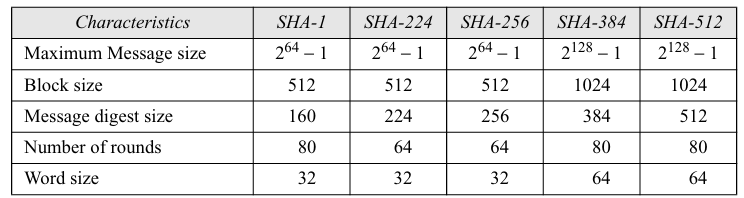 Characteristics SHA-1 SHA-224 SHA-256 SHA-384 SHA-512
Maximum Message size 2^64 − 1 2^64 − 1 2^64 − 1 2^128 − 1 2^128 − 1
Block size 512 512 512 1024 1024
Message digest size 160 224 256 384 512
Number of rounds 80 64 64 80 80
Word size 32 32 32 64 64